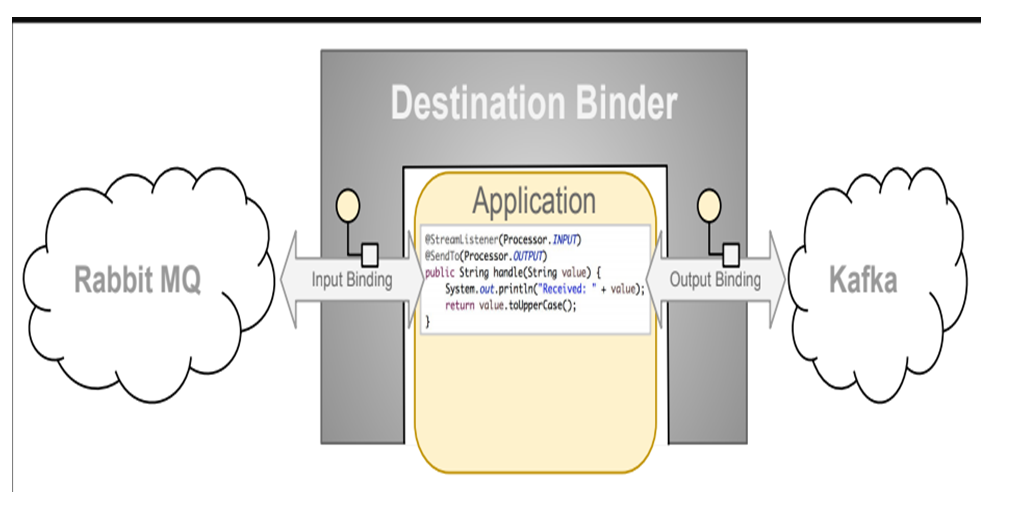 Destination Binder
Application
@StreamListener(Processor.INPUT)
@SendTo(Processor.OUTPUT)
public String handle(String value) {
System.out.println("Received: " + value);
return value.toUpperCase();
}
Rabbit MQ
Input Binding
Output Binding
Kafka